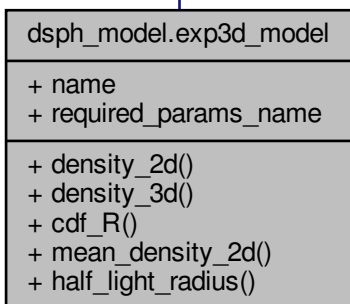 dsph_model.exp3d_model
+ name
+ required_params_name
+ density_2d()
+ density_3d()
+ cdf_R()
+ mean_density_2d()
+ half_light_radius()